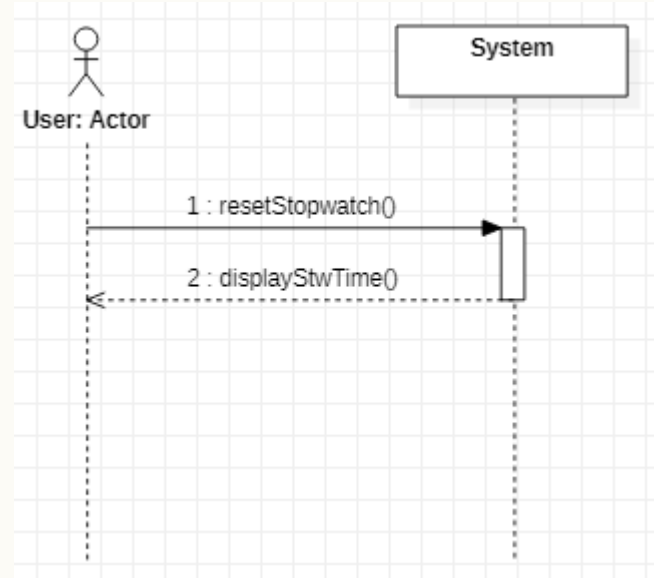 System
User: Actor
1 : resetStopwatch()
2 : displayStwTime()